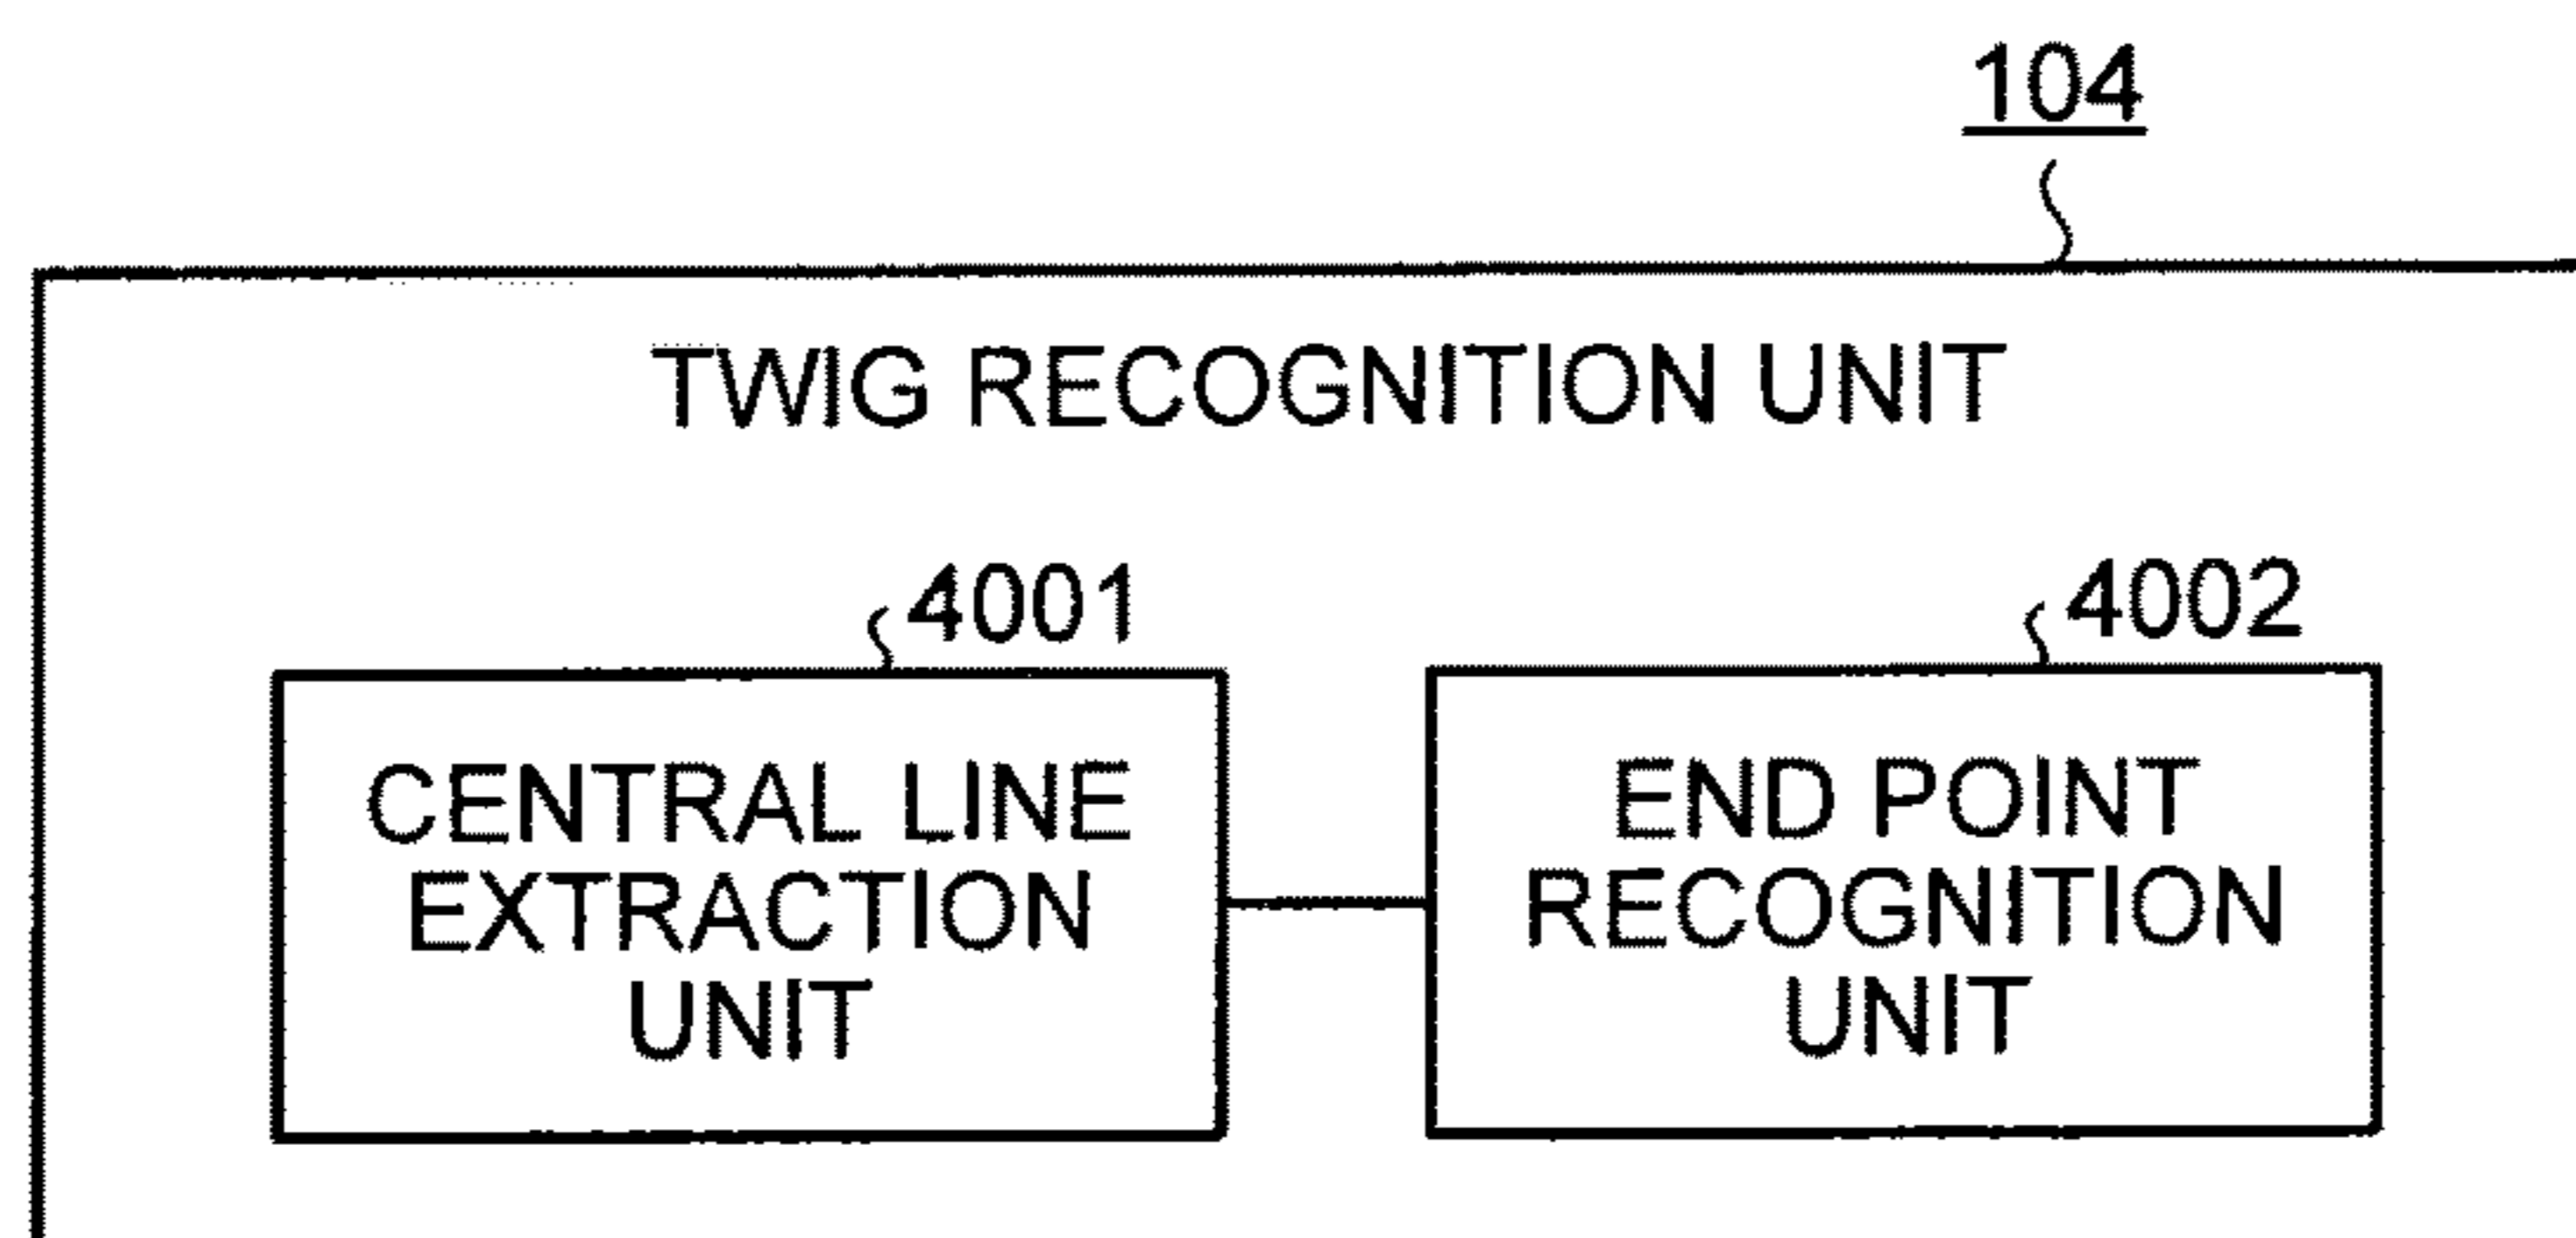 104
TWIG RECOGNITION UNIT
4001
4002
CENTRAL LINE
EXTRACTION
UNIT
END POINT
RECOGNITION
UNIT